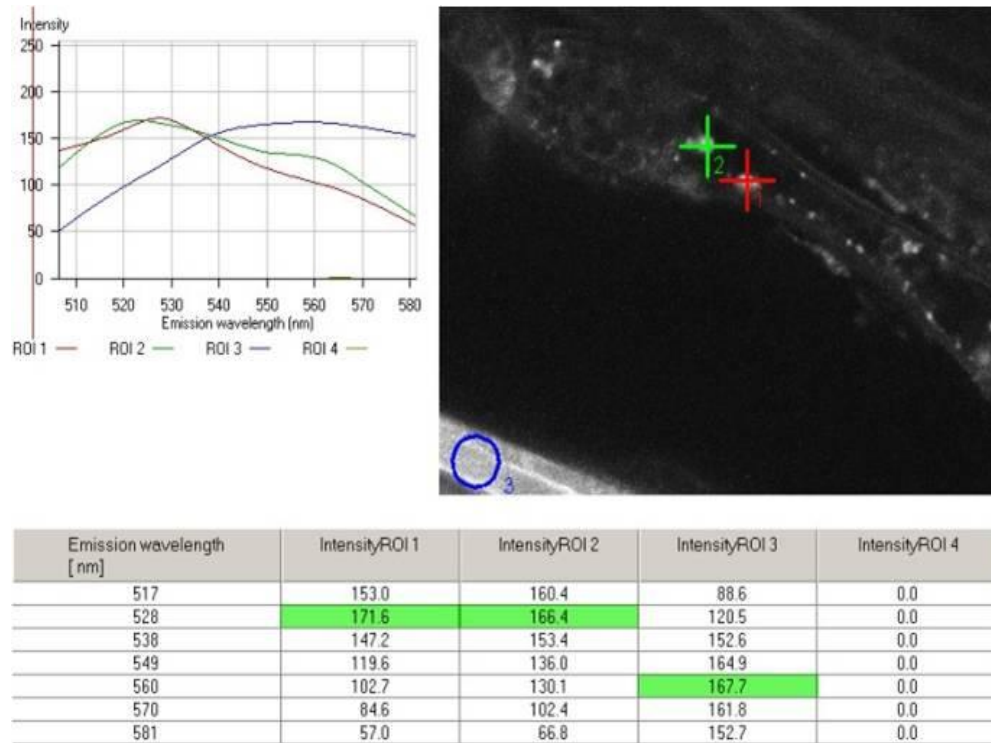 Intensity
250
200
150
100
50
0
510 520 530 540 550 560 570 580
Emission wavelength (nm)
ROI 1 ROI 2 ROI 3 ROI 4
2
1
3
Emission wavelength IntensityROI 1 IntensityROI 2 IntensityROI 3 IntensityROI 4
[ nm]
517 153.0 160.4 88.6 0.0
528 171.6 166.4 120.5 0.0
538 147.2 153.4 152.6 0.0
549 119.6 136.0 164.9 0.0
560 102.7 130.1 167.7 0.0
570 84.6 102.4 161.8 0.0
581 57.0 66.8 152.7 0.0